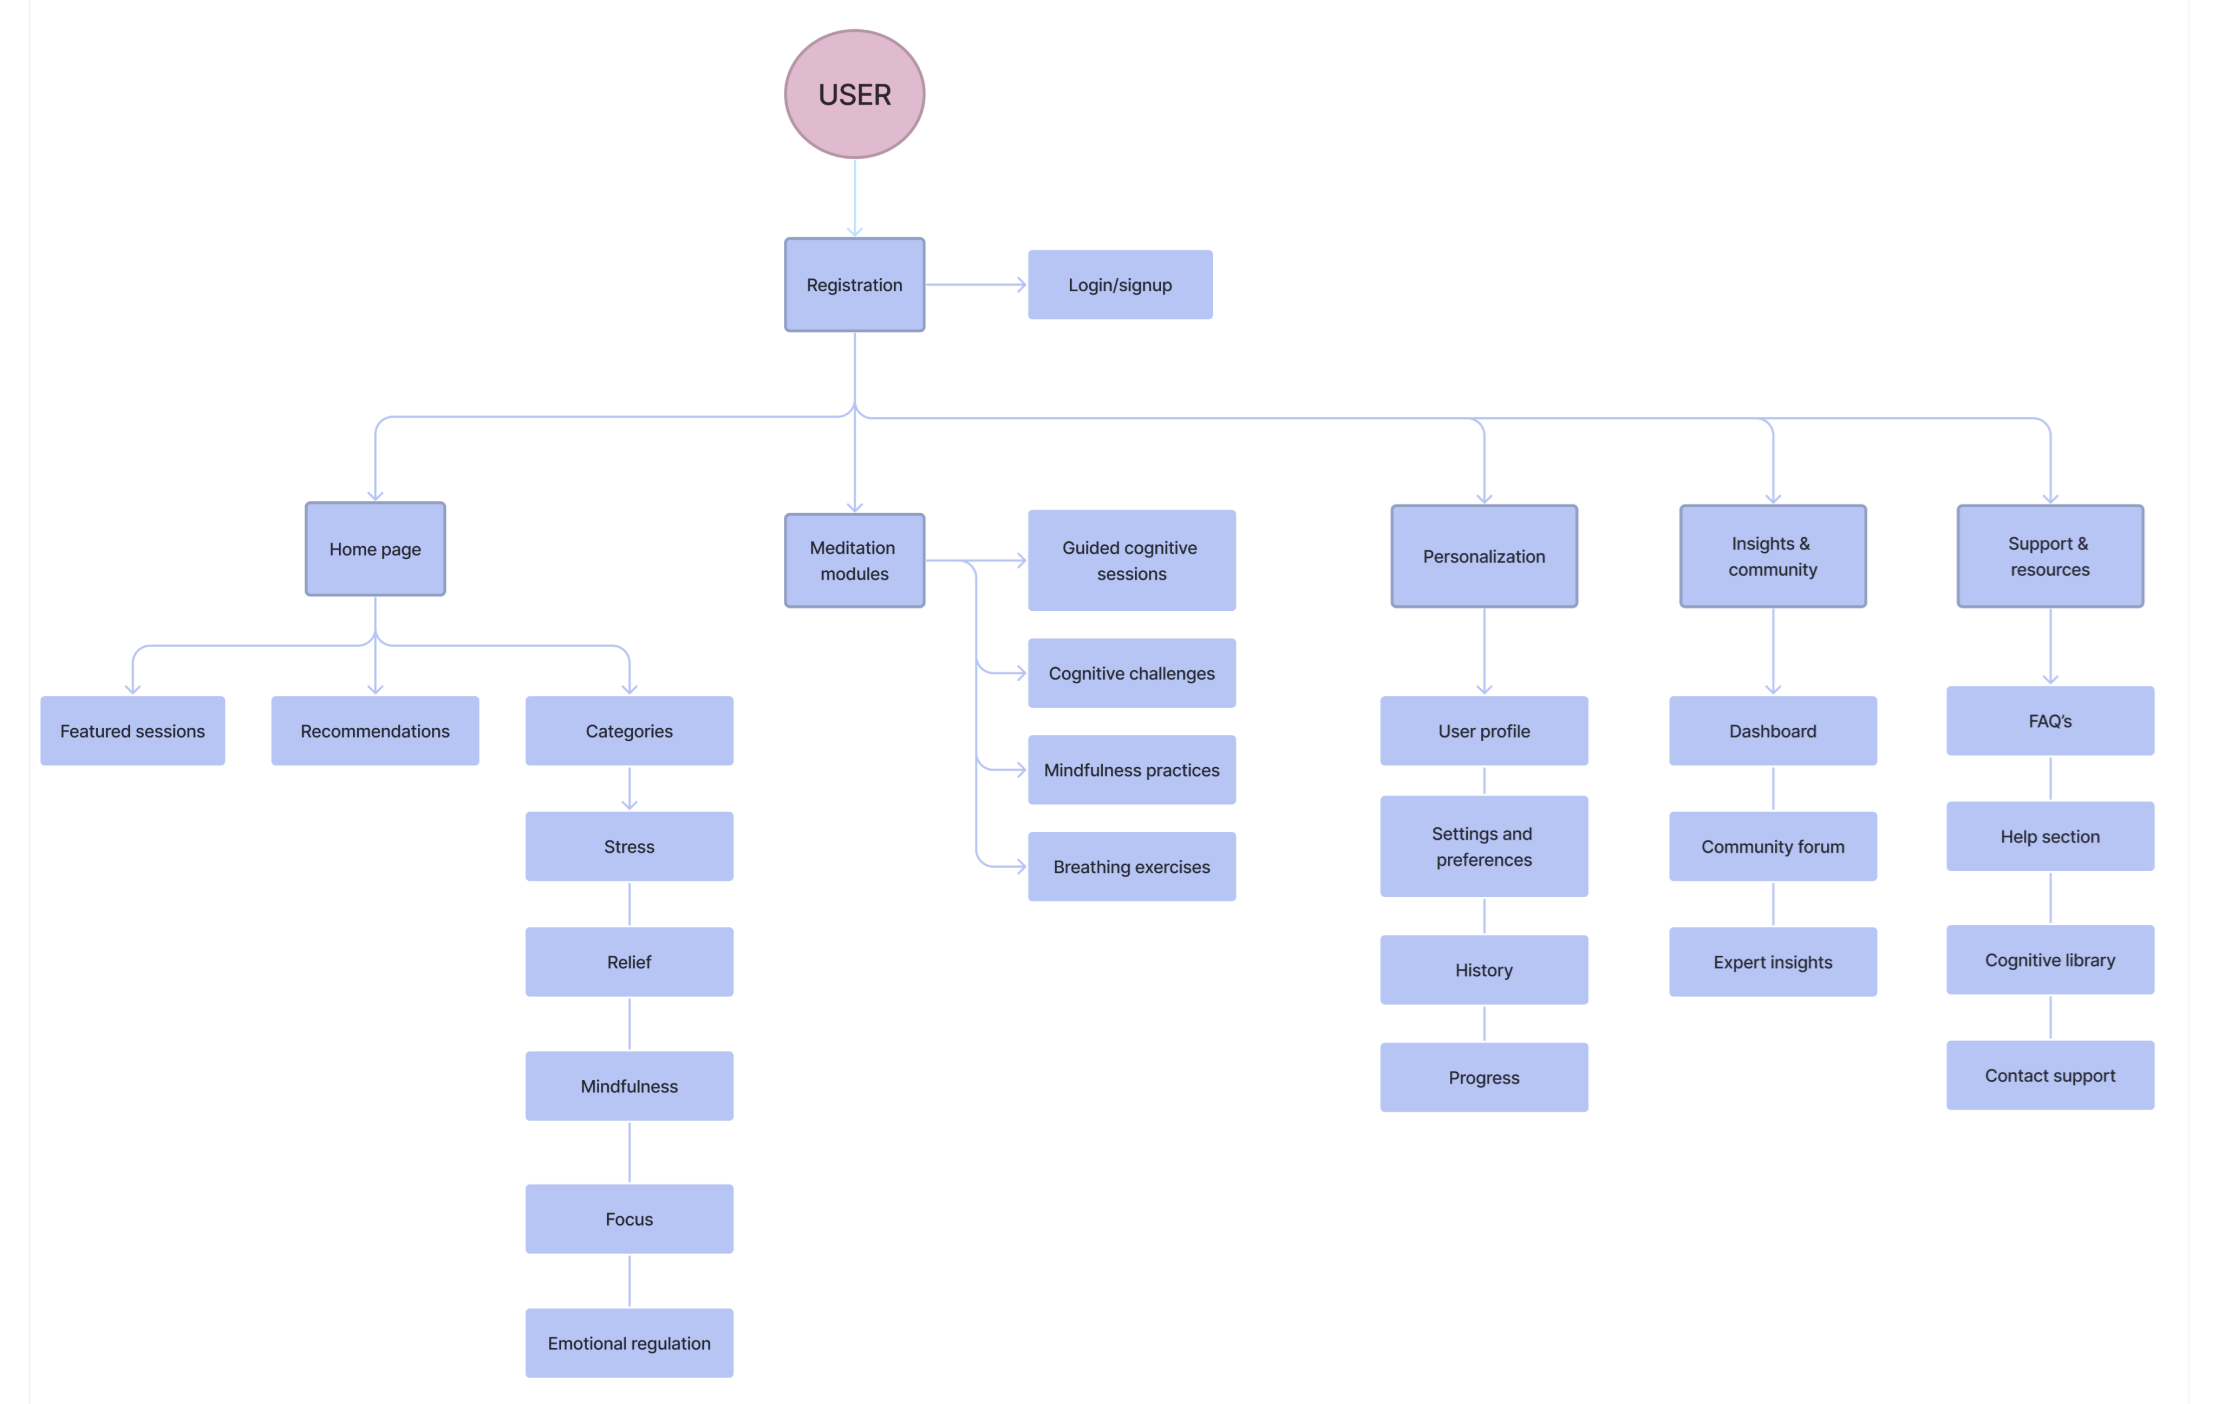 USER
Registration
Login/signup
Home page
Meditation
modules
Guided cognitive
sessions
Personalization
Insights &
community
Support &
resources
Cognitive challenges
Mindfulness practices
Breathing exercises
Featured sessions
Recommendations
Categories
Stress
Relief
Mindfulness
Focus
Emotional regulation
User profile
Settings and
preferences
History
Progress
Dashboard
Community forum
Expert insights
FAQ’s
Help section
Cognitive library
Contact support